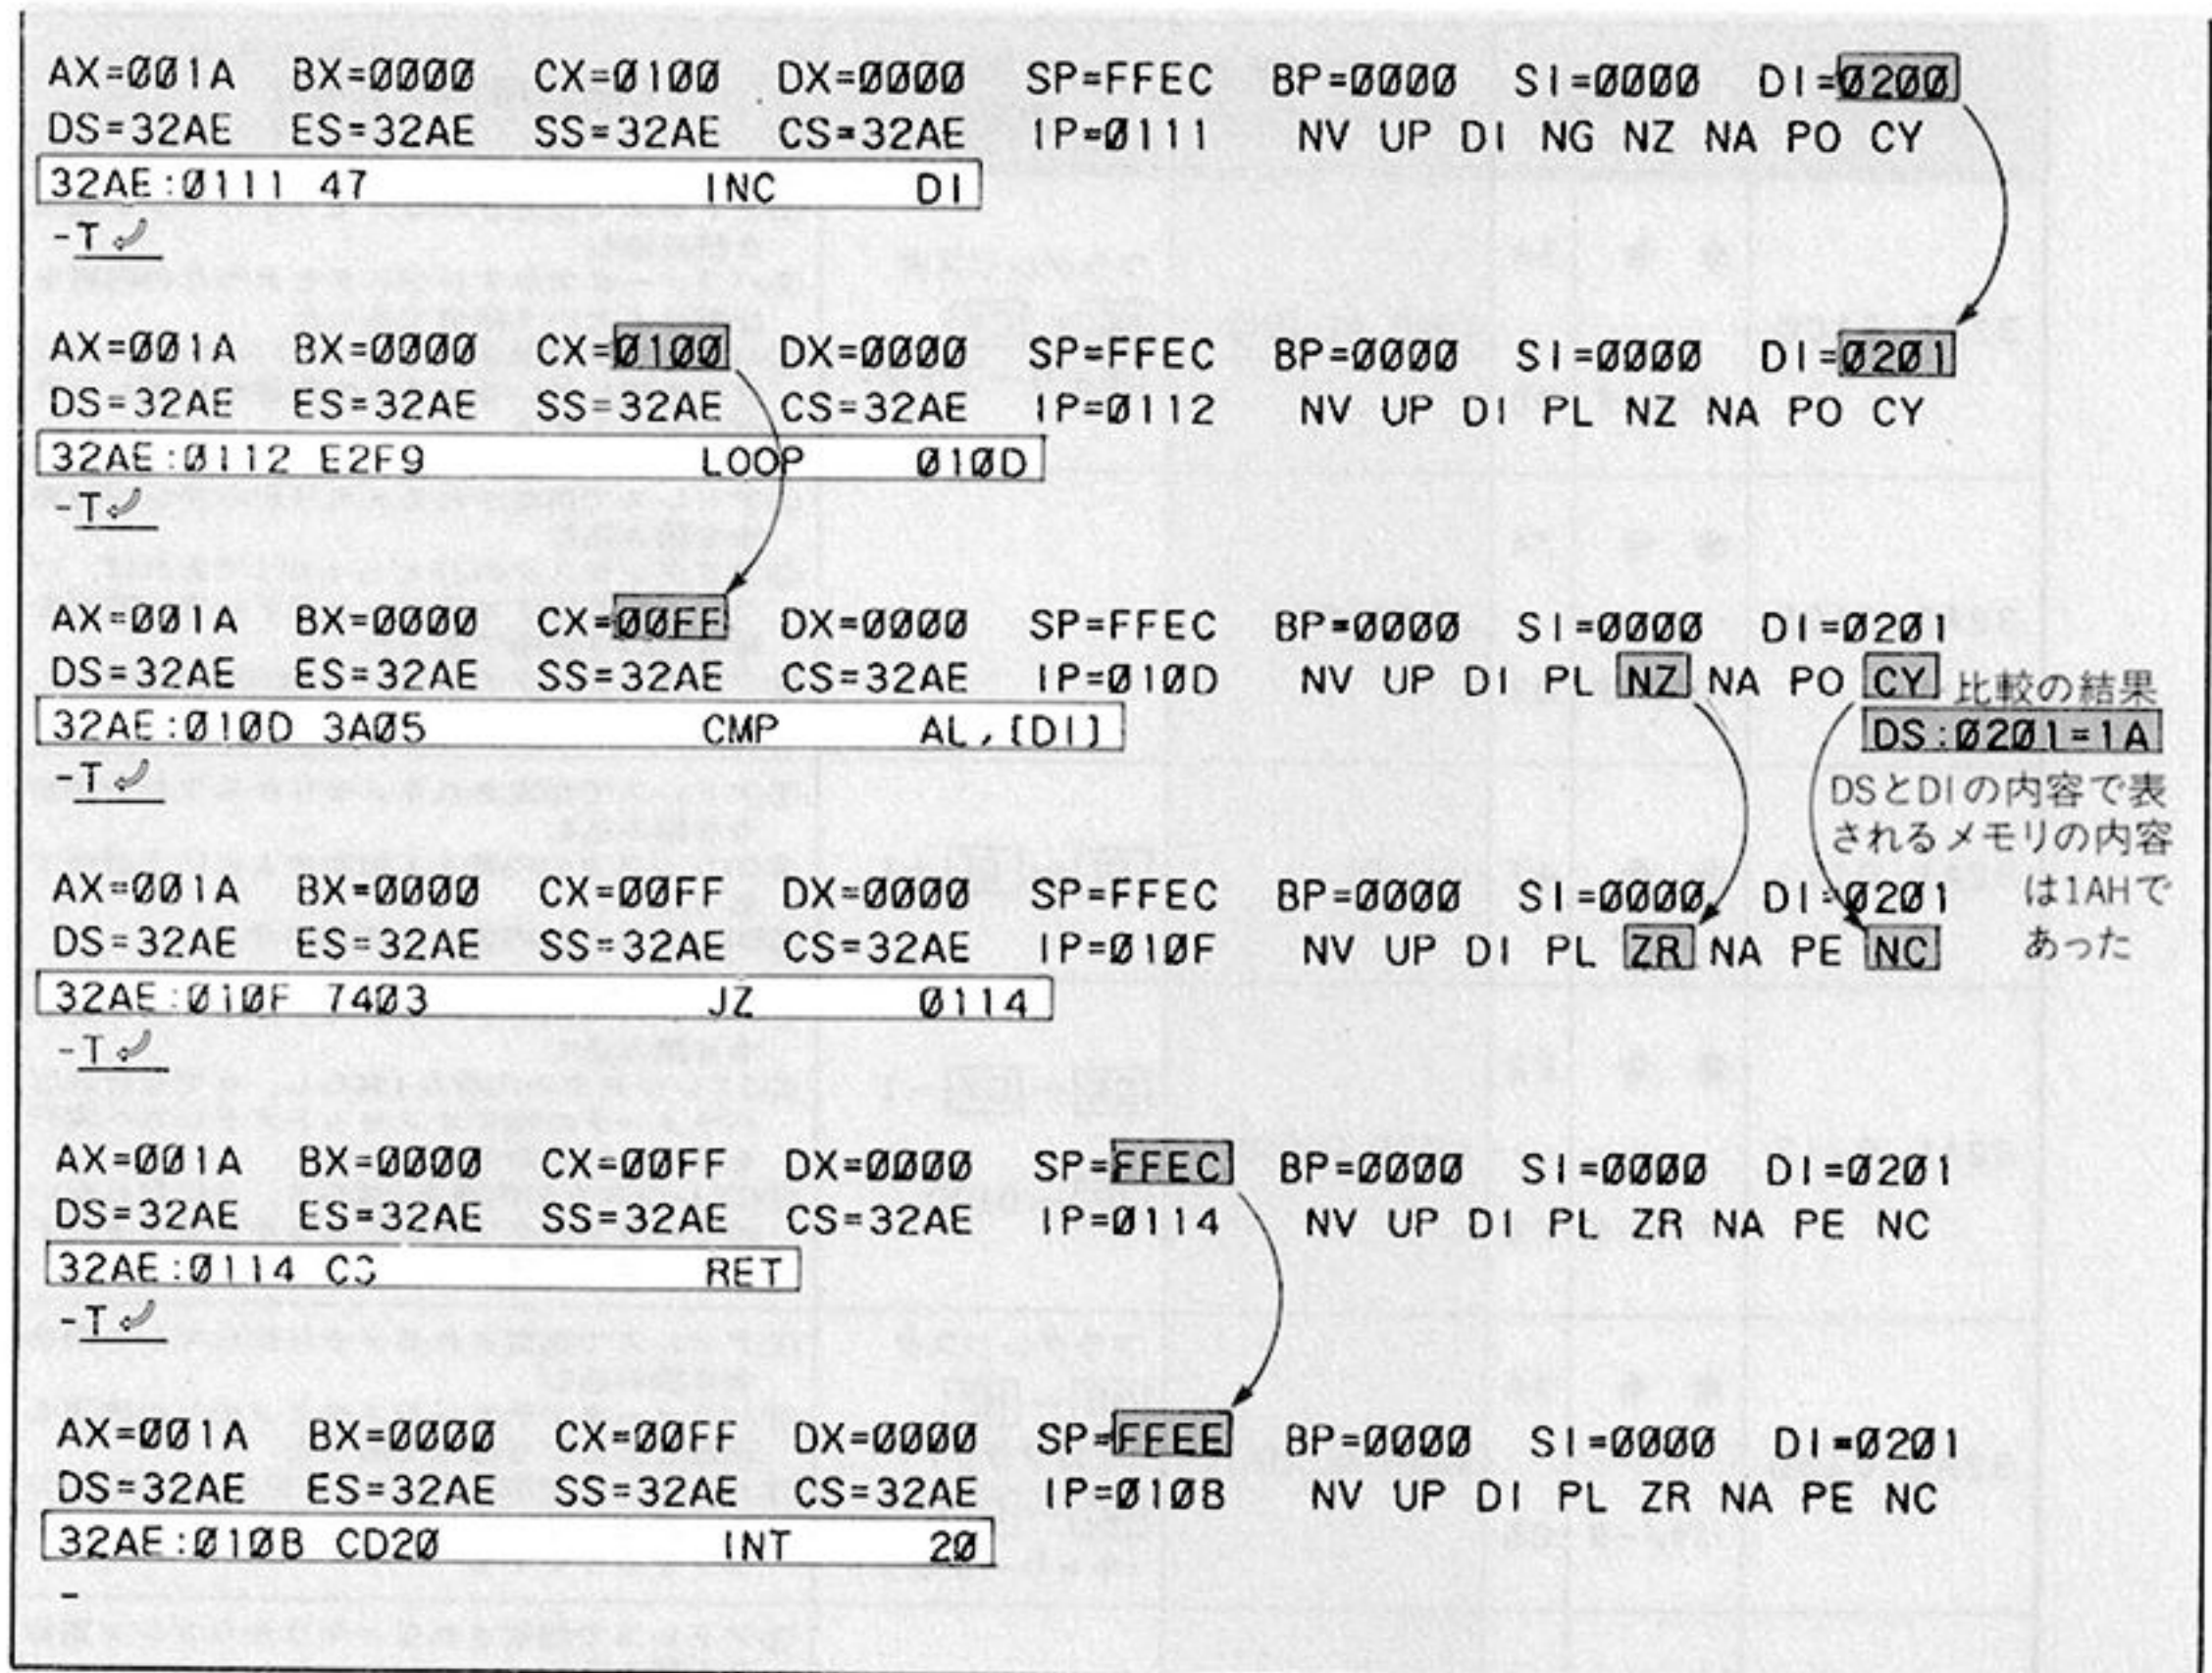 AX=001A BX=0000 CX=0100 DX=0000 SP=FFEC BP=0000 SI=0000 DI=0200
DS=32AE ES=32AE SS=32AE CS=32AE IP=0111 NV UP DI NG NZ NA PO CY
32AE:0111 47 INC DI
-T
AX=001A BX=0000 CX=0100 DX=0000 SP=FFEC BP=0000 SI=0000 DI=0201
DS=32AE ES=32AE SS=32AE CS=32AE IP=0112 NV UP DI PL NZ NA PO CY
32AE:0112 E2F9 LOOP 010D
-T
AX=001A BX=0000 CX=00FF DX=0000 SP=FFEC BP=0000 SI=0000 DI=0201
DS=32AE ES=32AE SS=32AE CS=32AE IP=010D NV UP DI PL NZ NA PO CY
32AE:010D 3A05 CMP AL,[DI]
-T
比較の結果
DS:0201=1A
DSとDIの内容で表
されるメモリの内容
は1AHで
あった
AX=001A BX=0000 CX=00FF DX=0000 SP=FFEC BP=0000 SI=0000 DI=0201
DS=32AE ES=32AE SS=32AE CS=32AE IP=010F NV UP DI PL ZR NA PE NC
32AE:010F 7403 JZ 0114
-T
AX=001A BX=0000 CX=00FF DX=0000 SP=FFEC BP=0000 SI=0000 DI=0201
DS=32AE ES=32AE SS=32AE CS=32AE IP=0114 NV UP DI PL ZR NA PE NC
32AE:0114 C3 RET
-T
AX=001A BX=0000 CX=00FF DX=0000 SP=FFEE BP=0000 SI=0000 DI=0201
DS=32AE ES=32AE SS=32AE CS=32AE IP=010B NV UP DI PL ZR NA PE NC
32AE:010B CD20 INT 20
-